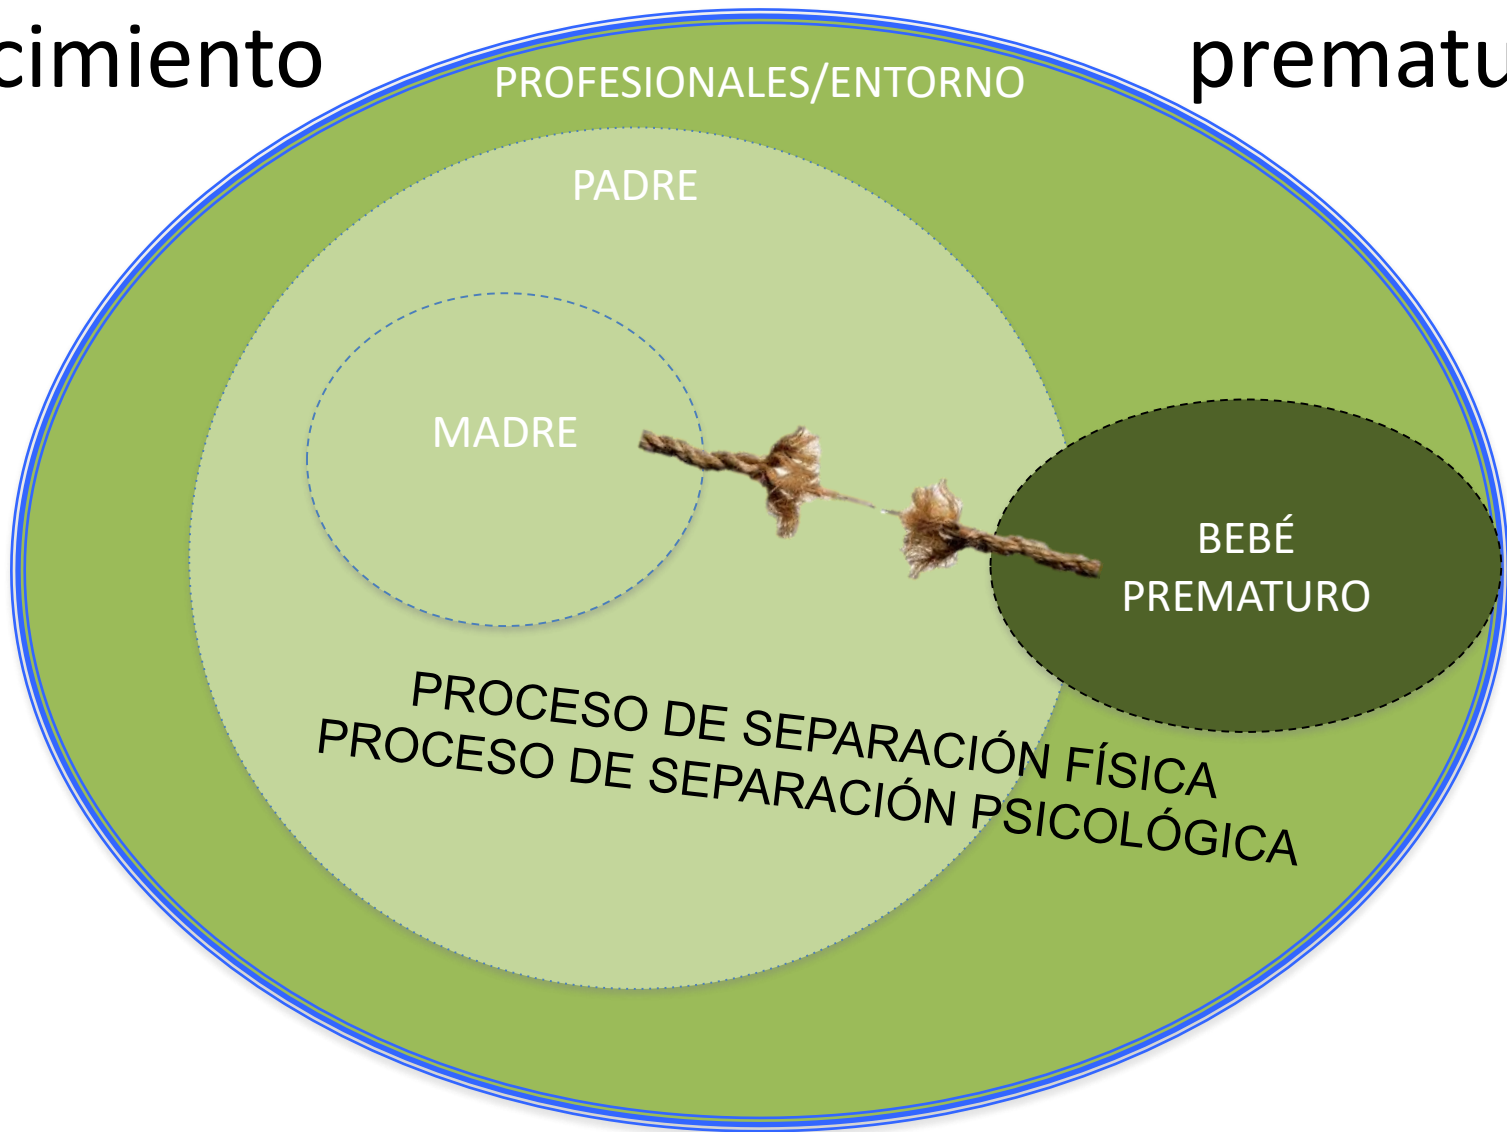 cimiento prematu
PROFESIONALES/ENTORNO
PADRE
MADRE
BEBÉ
PREMATURO
PROCESO DE SEPARACIÓN FÍSICA
PROCESO DE SEPARACIÓN PSICOLÓGICA